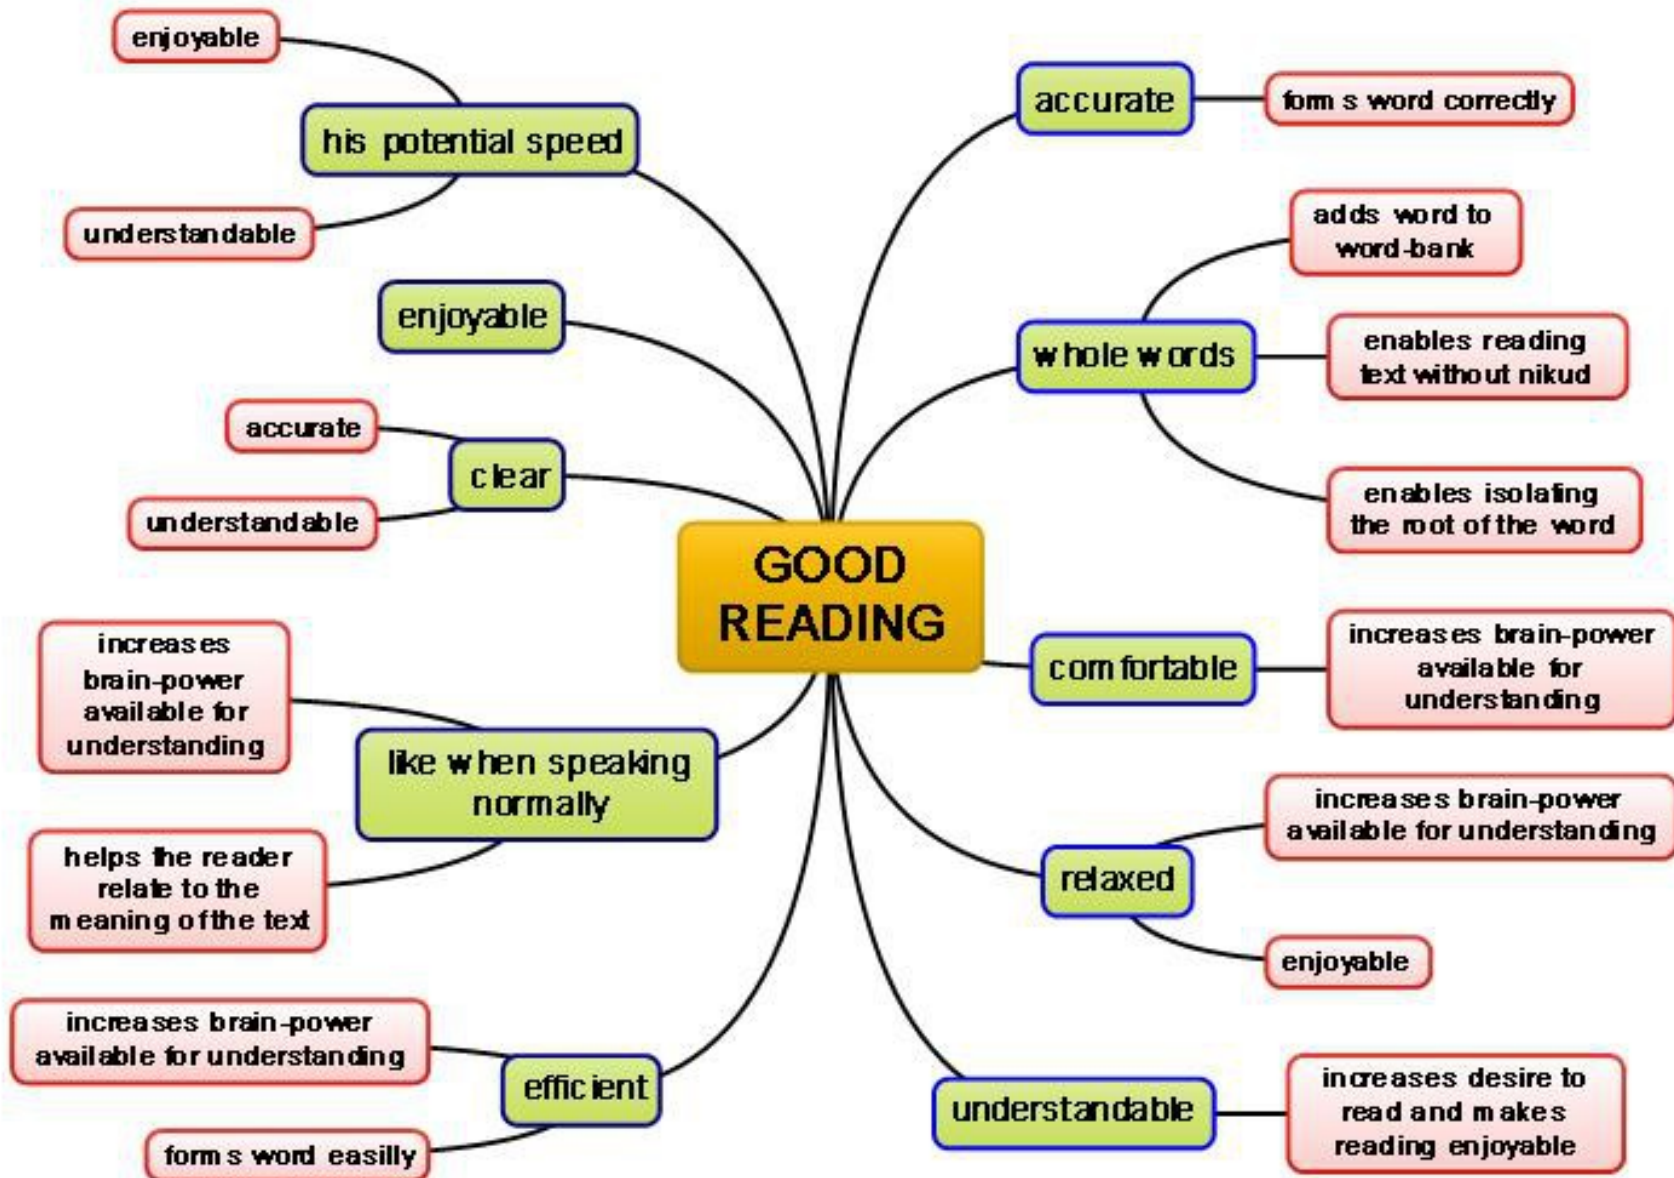 GOOD
READING
accurate
forms word correctly
whole words
adds word to
word-bank
enables reading
text without nikud
enables isolating
the root of the word
comfortable
increases brain-power
available for
understanding
relaxed
increases brain-power
available for understanding
enjoyable
understandable
increases desire to
read and makes
reading enjoyable
efficient
increases brain-power
available for understanding
forms word easilly
like when speaking
normally
increases
brain-power
available for
understanding
helps the reader
relate to the
meaning of the text
clear
accurate
understandable
enjoyable
his potential speed
enjoyable
understandable